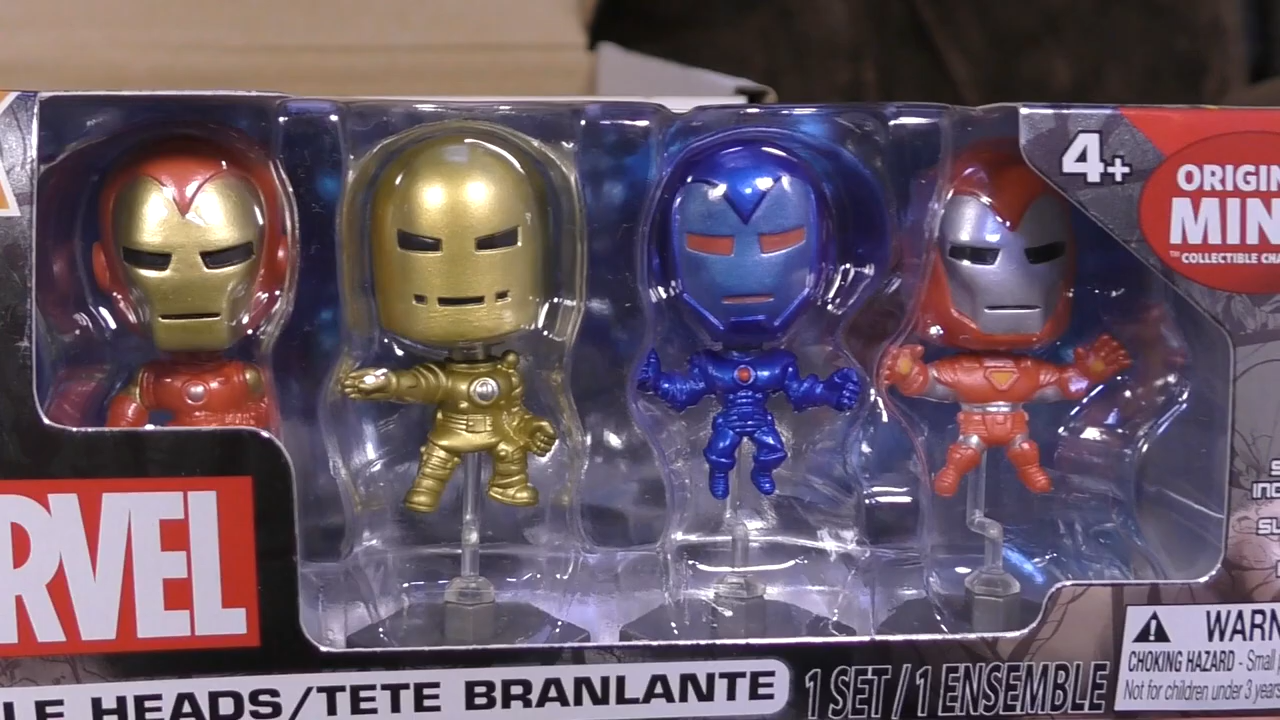 4+
ORIGIN
MIN
™ COLLECTIBLE CHA
RVEL
LE HEADS/TETE BRANLANTE
1 SET / 1 ENSEMBLE
WARN
CHOKING HAZARD - Small
Not for children under 3 years